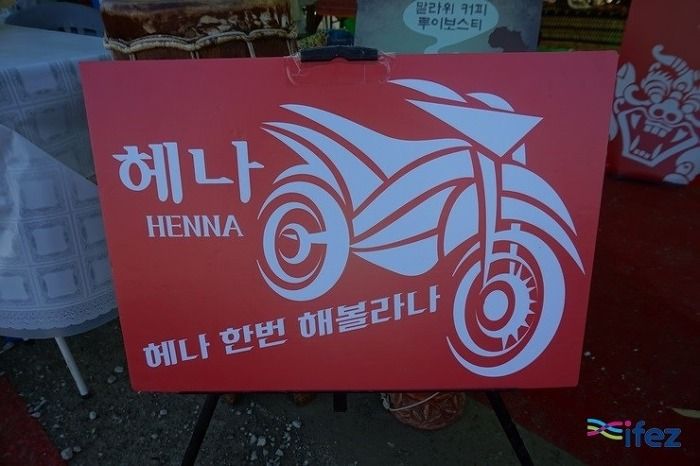 말라위 커피
루이보스티
헤나
HENNA
헤나 한번 해볼라나
ifez